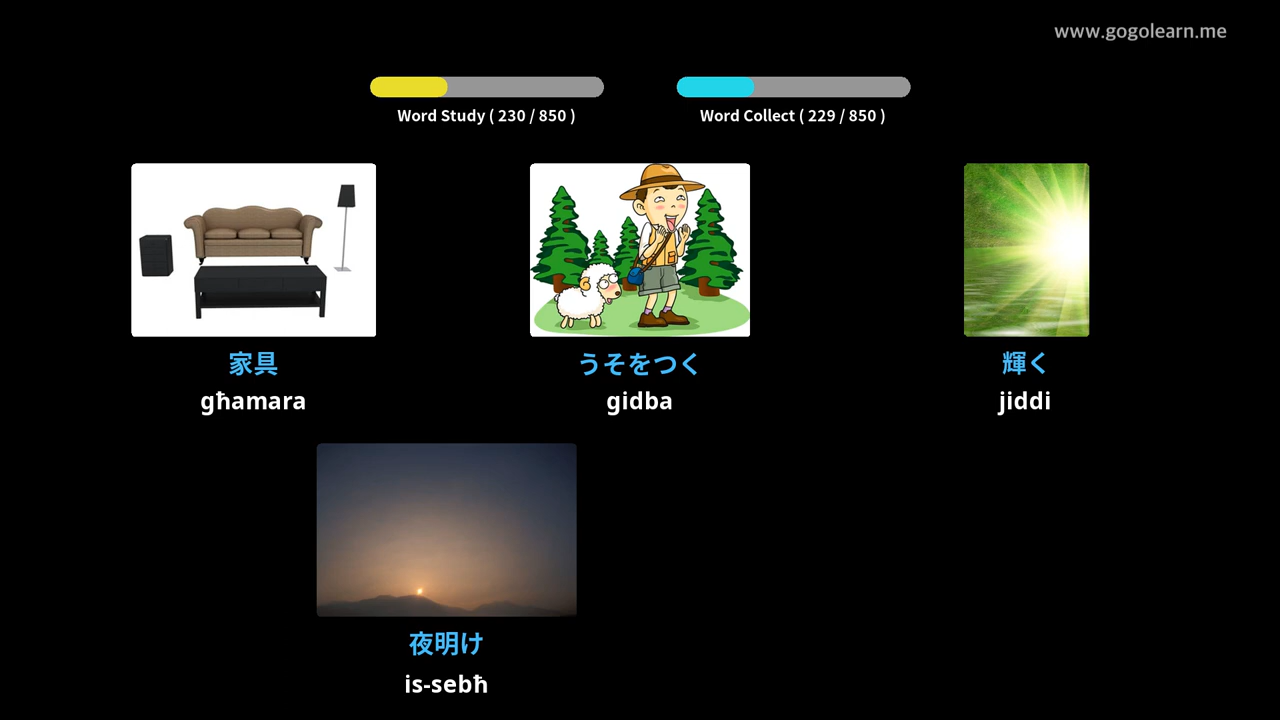 www.gogolearn.me
Word Study ( 230 / 850 )
Word Collect ( 229 / 850 )
家具
għamara
うそをつく
gidba
輝く
jiddi
夜明け
is-sebħ